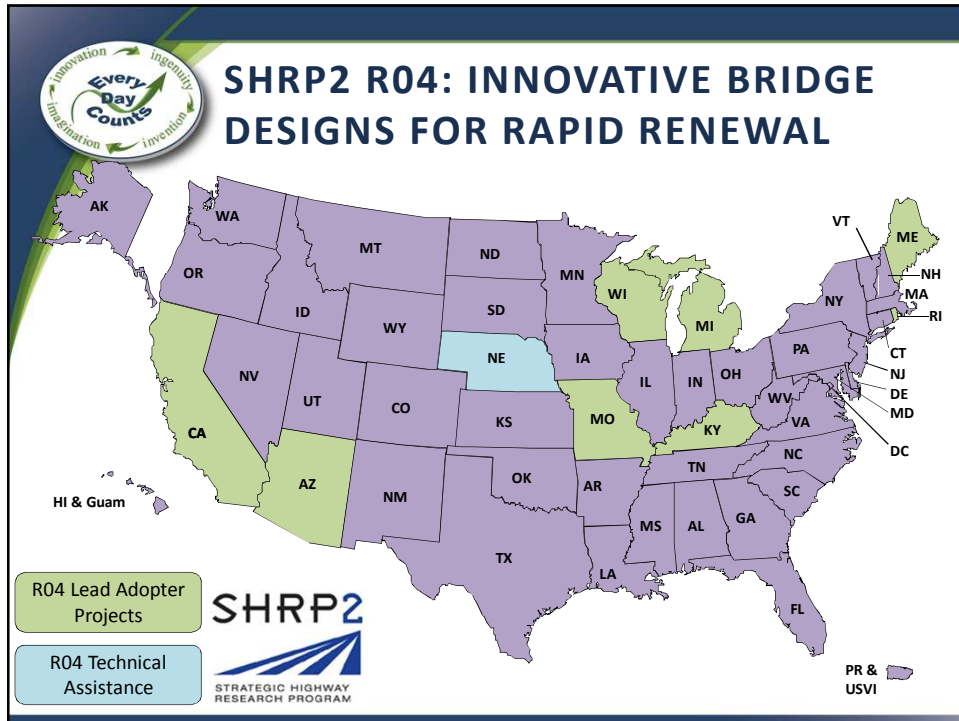 innovation
ingenuity
invention
imagination
Every
Day
Counts
SHRP2 R04: INNOVATIVE BRIDGE
DESIGNS FOR RAPID RENEWAL
AK
WA
MT
ND
MN
VT
ME
OR
ID
SD
WI
MI
NY
NH
MA
RI
WY
NE
IA
PA
CT
NV
UT
CO
IL
IN
OH
NJ
DE
MD
WV
VA
KS
MO
KY
DC
CA
AZ
NM
OK
AR
TN
NC
SC
HI & Guam
TX
LA
MS
AL
GA
FL
R04 Lead Adopter
Projects
R04 Technical
Assistance
SHRP2
STRATEGIC HIGHWAY
RESEARCH PROGRAM
PR &
USVI